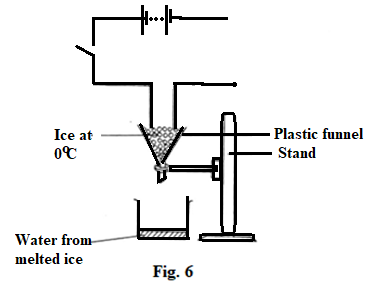 Ice at
0℃
Plastic funnel
Stand
Water from
melted ice
Fig. 6